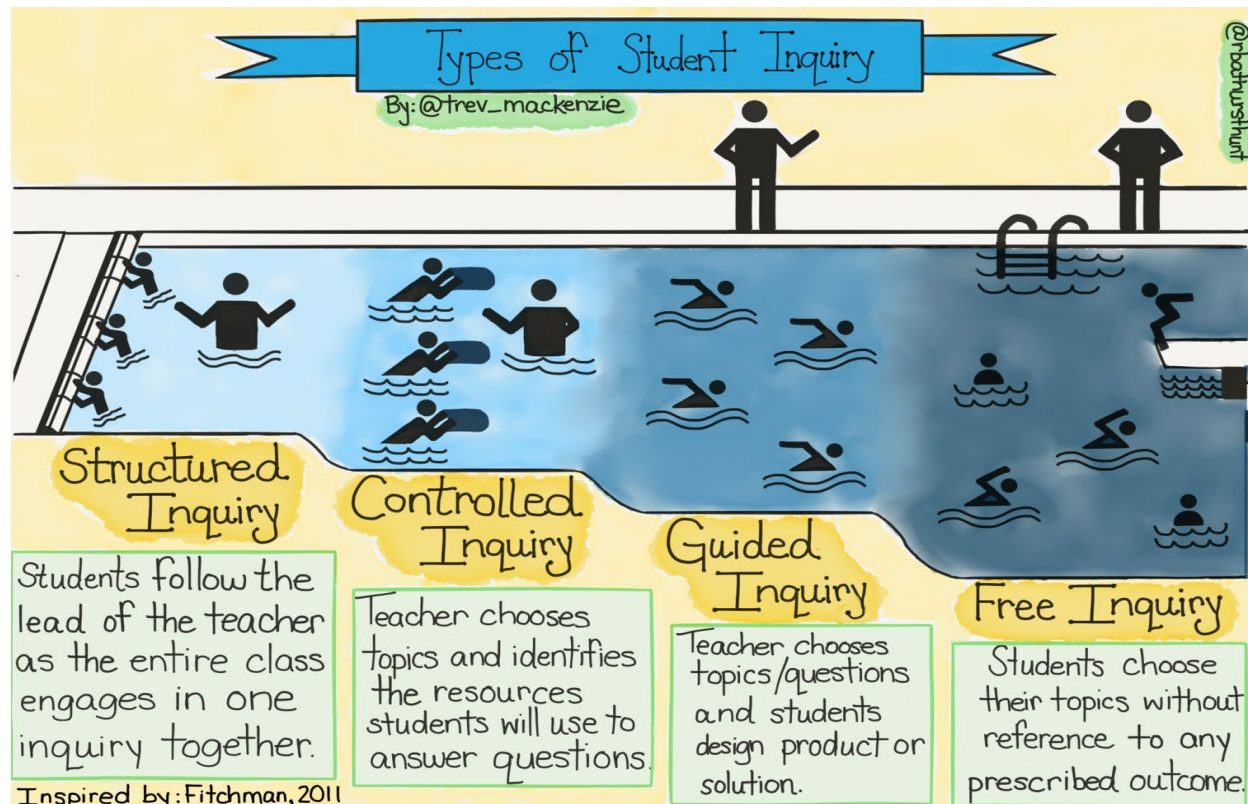 Types of Student Inquiry
By: @trev_mackenzie
@rbathursthunt
Structured
Inquiry
Students follow the
lead of the teacher
as the entire class
engages in one
inquiry together.
Controlled
Inquiry
Teacher chooses
topics and identifies
the resources
students will use to
answer questions.
Guided
Inquiry
Teacher chooses
topics/questions
and students
design product or
solution.
Free Inquiry
Students choose
their topics without
reference to any
prescribed outcome.
Inspired by: Fitchman, 2011